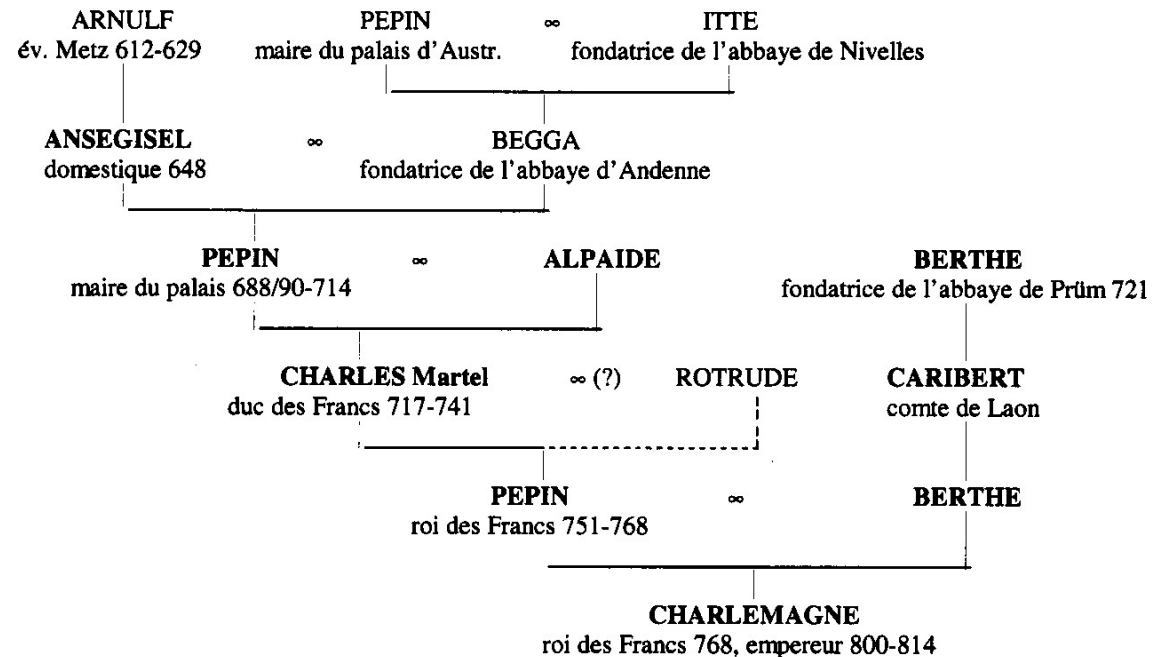 ARNULF PEPIN ∞ ITTE
év. Metz 612-629 maire du palais d'Austr. fondatrice de l'abbaye de Nivelles
ANSEGISEL ∞ BEGGA
domestique 648 fondatrice de l'abbaye d'Andenne
PEPIN ∞ ALPAIDE BERTHE
maire du palais 688/90-714 fondatrice de l'abbaye de Prüm 721
CHARLES Martel ∞ (?) ROTRUDE CARIBERT
duc des Francs 717-741 comte de Laon
PEPIN ∞ BERTHE
roi des Francs 751-768
CHARLEMAGNE
roi des Francs 768, empereur 800-814